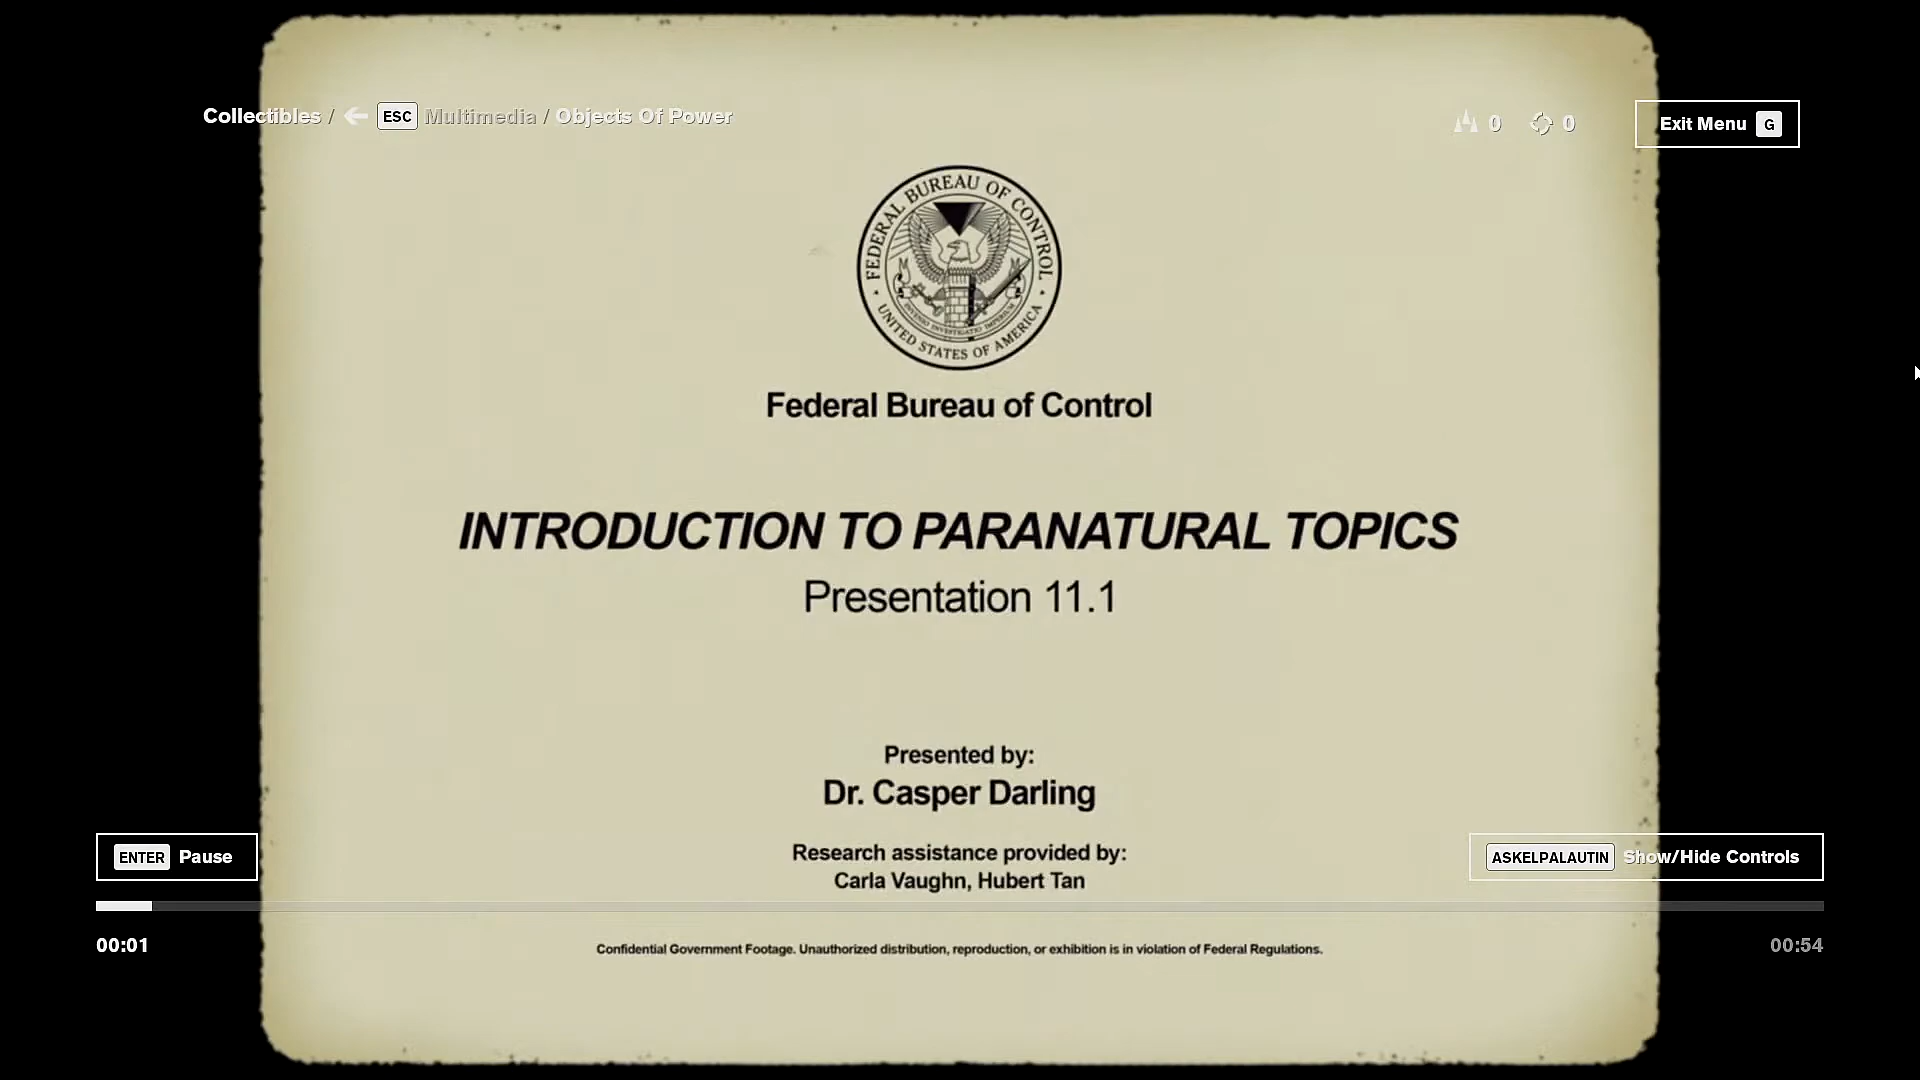 Collectibles / ESC Multimedia / Objects Of Power
0 0
Exit Menu G
FEDERAL BUREAU OF CONTROL
INVENIO INVESTIGATIO IMPERIUM
· UNITED STATES OF AMERICA ·
Federal Bureau of Control
INTRODUCTION TO PARANATURAL TOPICS
Presentation 11.1
Presented by:
Dr. Casper Darling
Research assistance provided by:
Carla Vaughn, Hubert Tan
ENTER Pause
ASKELPALAUTIN Show/Hide Controls
00:01
00:54
Confidential Government Footage. Unauthorized distribution, reproduction, or exhibition is in violation of Federal Regulations.